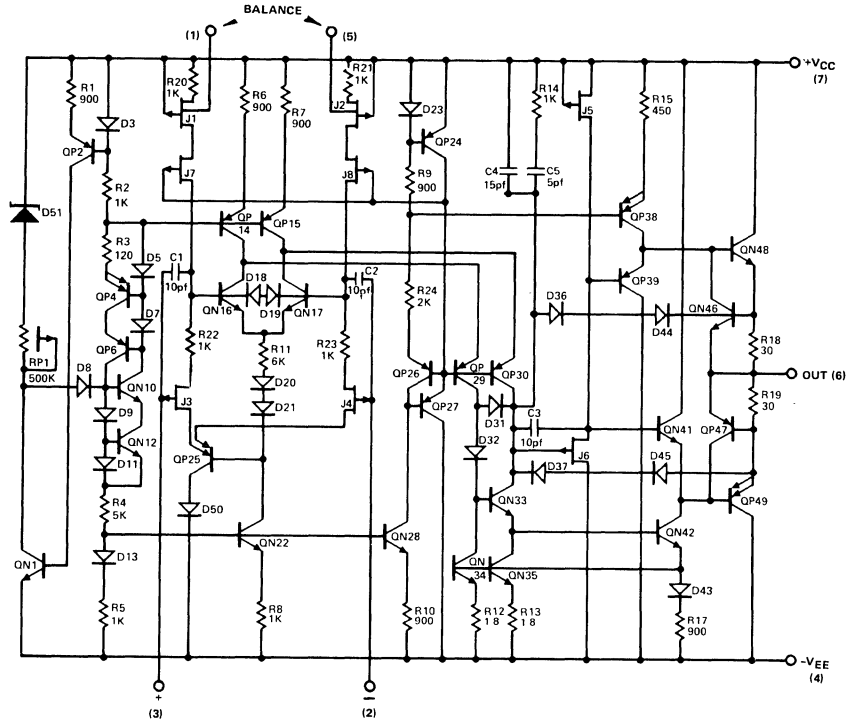 BALANCE
(1)
(5)
+VCC
(7)
R1
900
D3
R20
1K
J1
R6
900
R7
900
R21
1K
J2
D23
QP24
R14
1K
J5
R15
450
QP2
R2
1K
J7
J8
R9
900
C4
15pf
C5
5pf
D51
R3
120
D5
QP
14
QP15
QP38
QN48
C1
10pf
C2
10pf
QP4
D7
D18
D19
QN16
QN17
R24
2K
QP39
D36
D44
QN46
R18
30
RP1
500K
QP6
R22
1K
R11
6K
R23
1K
D8
QN10
D20
QP26
QP
29
QP30
OUT (6)
D9
J3
D21
J4
QP27
D31
R19
30
QN12
C3
10pf
QN41
QP47
D11
QP25
D32
J6
D37
D45
R4
5K
D50
QN33
QP49
D13
QN22
QN28
QN42
QN1
QN
34
QN35
D43
R5
1K
R8
1K
R10
900
R12
18
R13
18
R17
900
-VEE
(4)
+
(3)
−
(2)